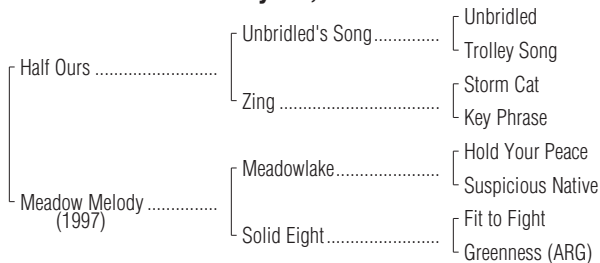 Unbridled
Unbridled's Song..............
Trolley Song
Half Ours ..........................
Storm Cat
Zing ...................................
Key Phrase
Hold Your Peace
Meadowlake......................
Suspicious Native
Meadow Melody ...............
(1997)
Fit to Fight
Solid Eight........................
Greenness (ARG)